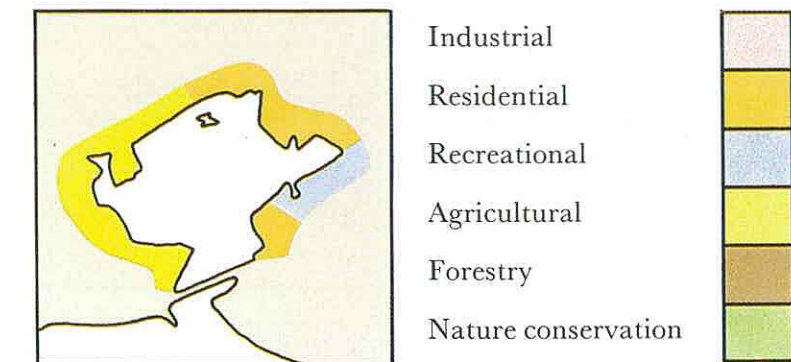 Industrial
Residential
Recreational
Agricultural
Forestry
Nature conservation